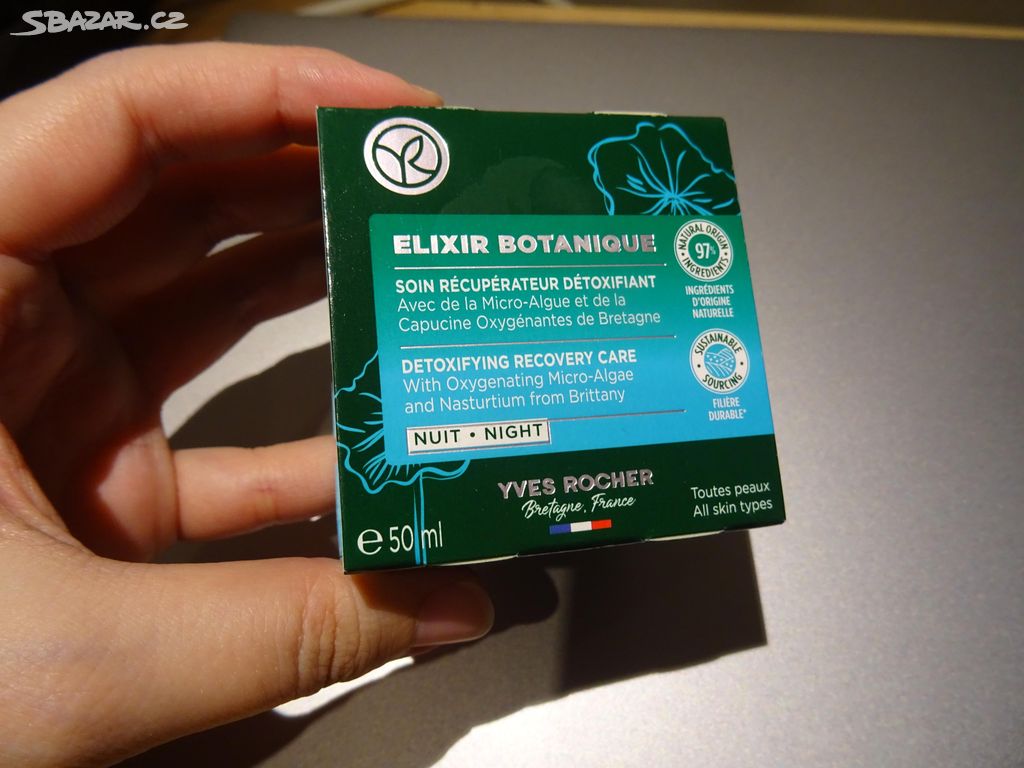 SBAZAR.CZ
YR
ELIXIR BOTANIQUE
SOIN RÉCUPÉRATEUR DÉTOXIFIANT
Avec de la Micro-Algue et de la
Capucine Oxygénantes de Bretagne
DETOXIFYING RECOVERY CARE
With Oxygenating Micro-Algae
and Nasturtium from Brittany
NUIT • NIGHT
NATURAL ORIGIN
97%
INGREDIENTS
INGRÉDIENTS
D'ORIGINE
NATURELLE
SUSTAINABLE
SOURCING
FILIÈRE
DURABLE*
YVES ROCHER
Bretagne, France
Toutes peaux
All skin types
℮ 50 ml